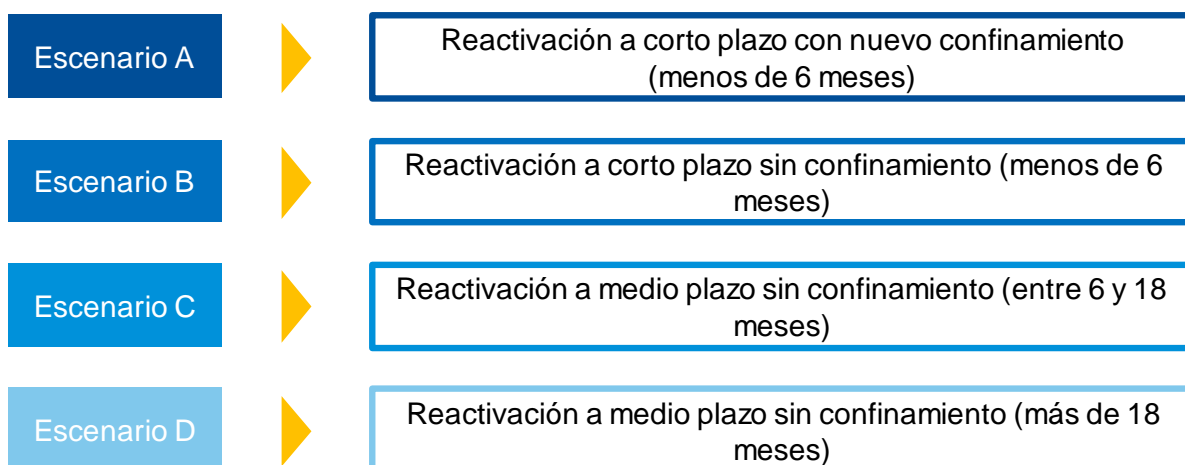 Escenario A
Reactivación a corto plazo con nuevo confinamiento
(menos de 6 meses)
Escenario B
Reactivación a corto plazo sin confinamiento (menos de 6
meses)
Escenario C
Reactivación a medio plazo sin confinamiento (entre 6 y 18
meses)
Escenario D
Reactivación a medio plazo sin confinamiento (más de 18
meses)